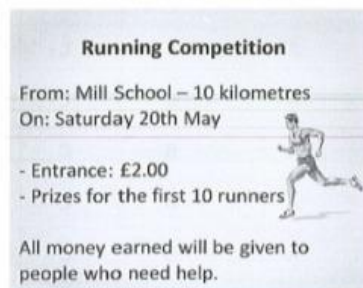 Running Competition
From: Mill School – 10 kilometres
On: Saturday 20th May
- Entrance: £2.00
- Prizes for the first 10 runners
All money earned will be given to
people who need help.